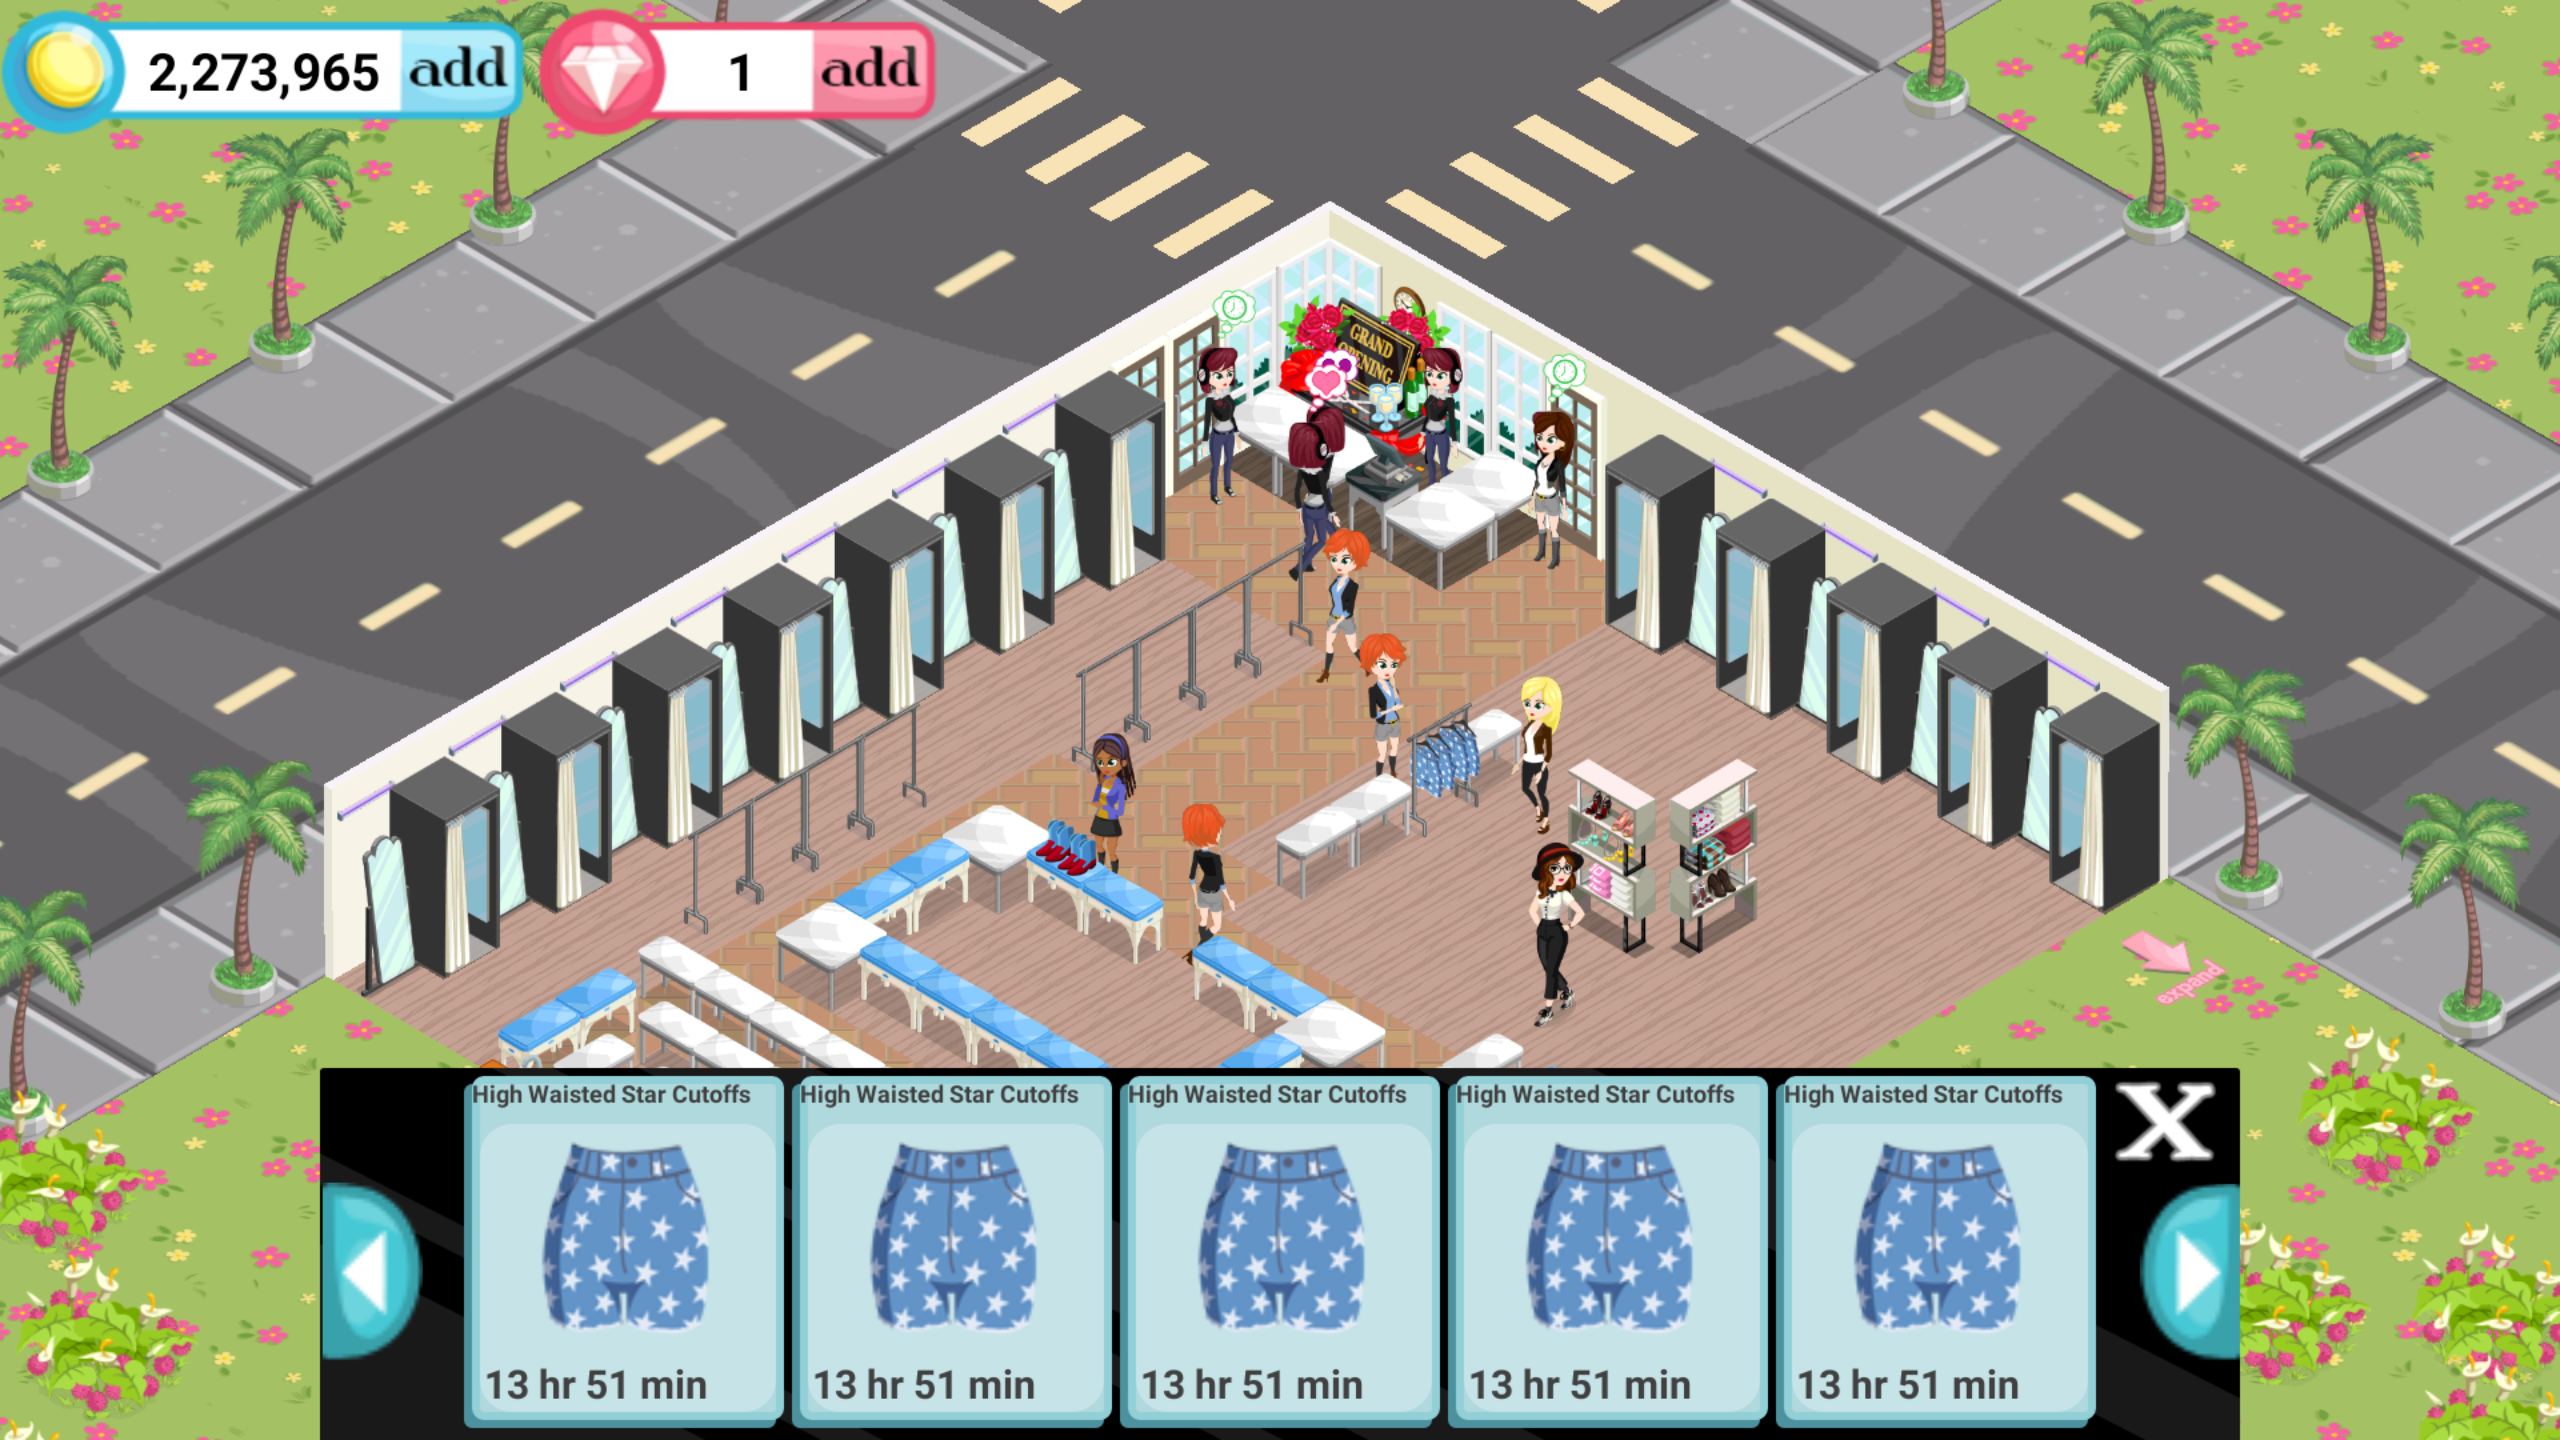 2,273,965 add
1 add
GRAND
OPENING
expand
High Waisted Star Cutoffs
13 hr 51 min
High Waisted Star Cutoffs
13 hr 51 min
High Waisted Star Cutoffs
13 hr 51 min
High Waisted Star Cutoffs
13 hr 51 min
High Waisted Star Cutoffs
13 hr 51 min
X